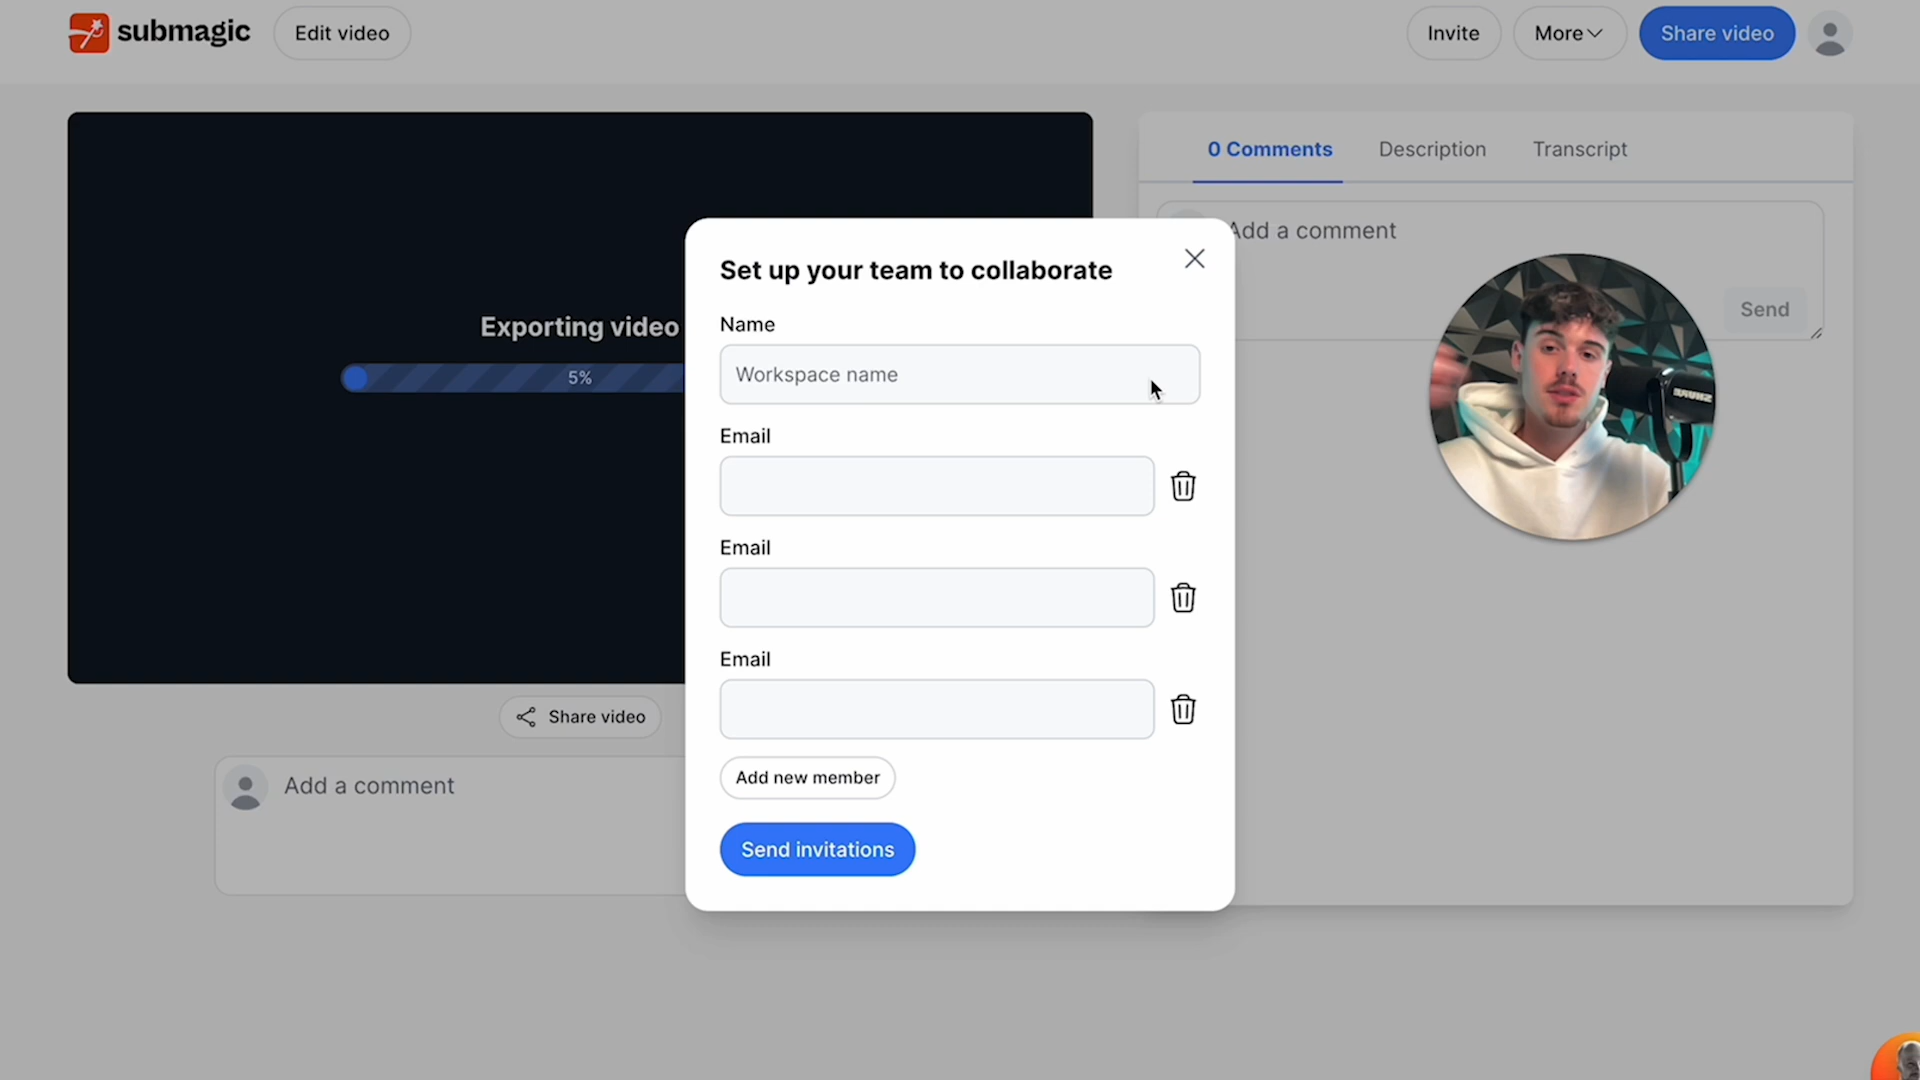 submagic
Edit video
Invite
More
Share video
0 Comments
Description
Transcript
Add a comment
Send
Exporting video
5%
Share video
Add a comment
Set up your team to collaborate
Name
Workspace name
Email
Email
Email
Add new member
Send invitations